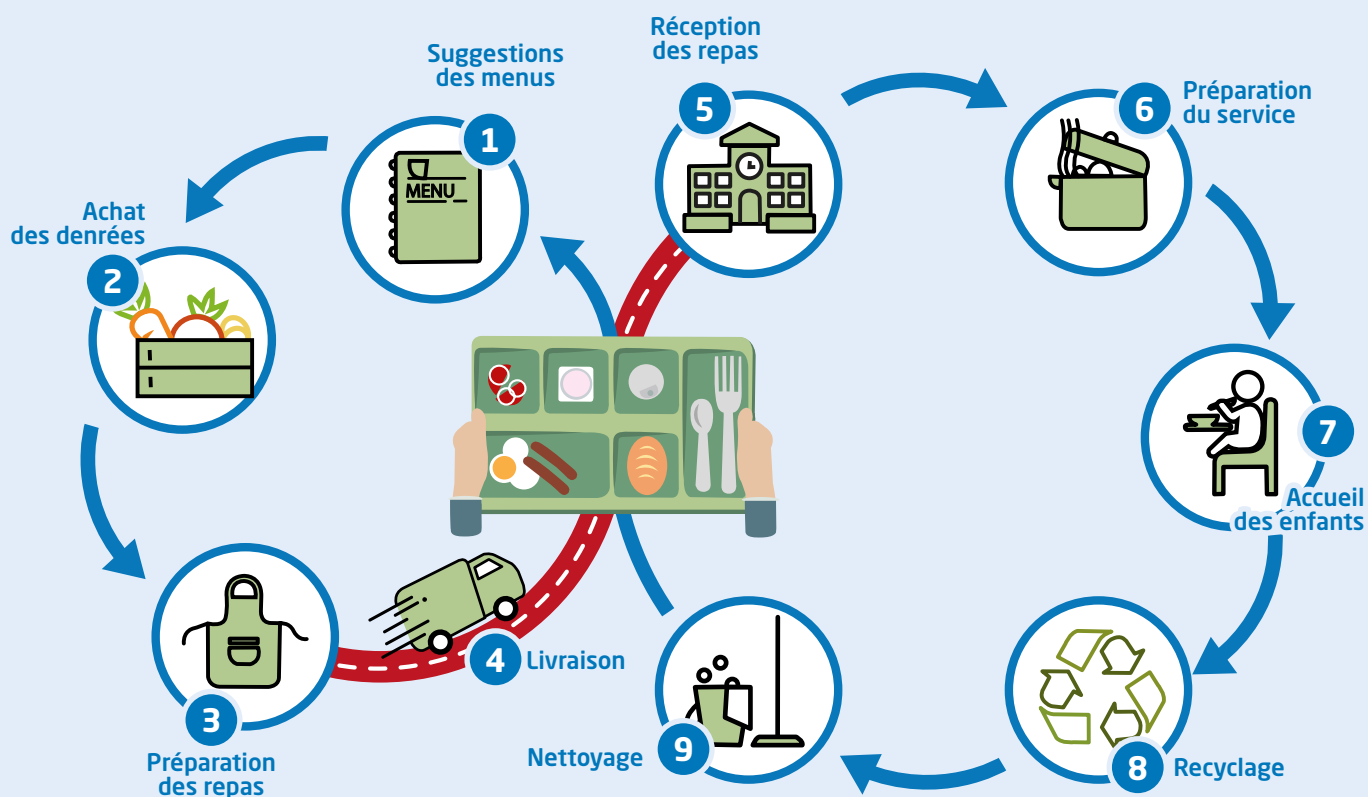 Suggestions
des menus
1
MENU
Achat
des denrées
2
3
Préparation
des repas
4
Livraison
Réception
des repas
5
6
Préparation
du service
7
Accueil
des enfants
8
Recyclage
9
Nettoyage